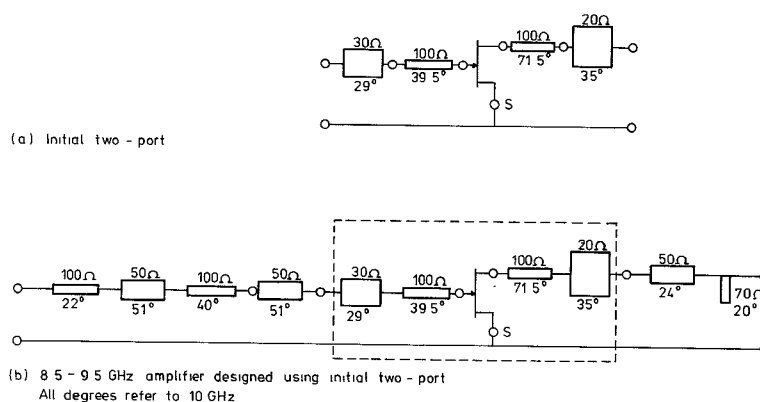 20Ω
30Ω
100Ω
100Ω
71 5°
29°
39 5°
35°
S
(a) Initial two - port
20Ω
100Ω
50Ω
100Ω
50Ω
30Ω
100Ω
100Ω
50Ω
22°
51°
40°
51°
29°
39 5°
71 5°
35°
24°
70Ω
20°
S
(b) 8 5 - 9 5 GHz amplifier designed using initial two - port
All degrees refer to 10 GHz